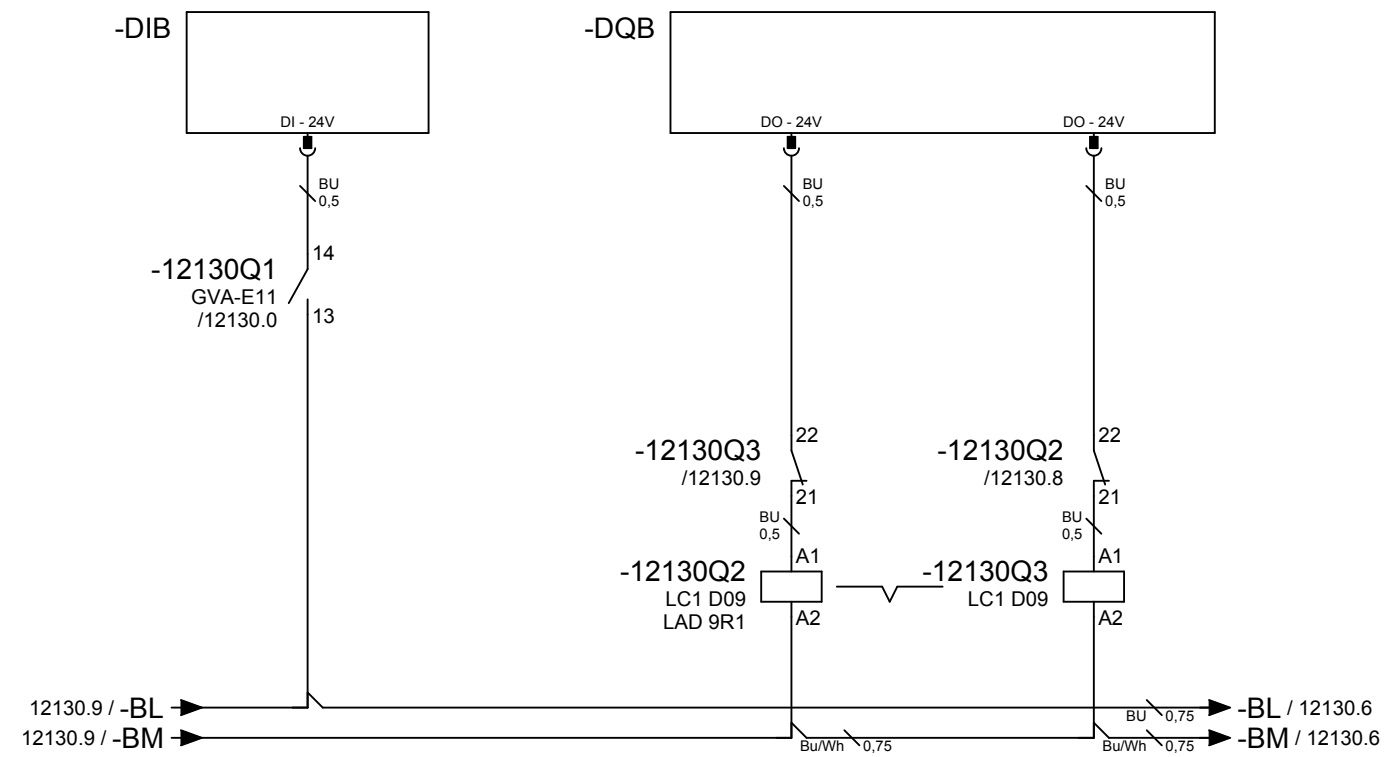 -DIB
-DQB
DI - 24V
DO - 24V
DO - 24V
BU
0,5
BU
0,5
BU
0,5
14
-12130Q1
GVA-E11
/12130.0
13
22
-12130Q3
/12130.9
21
22
-12130Q2
/12130.8
21
BU
0,5
BU
0,5
A1
-12130Q2
LC1 D09
LAD 9R1
A2
A1
-12130Q3
LC1 D09
A2
12130.9 / -BL
BU 0,75
-BL / 12130.6
12130.9 / -BM
Bu/Wh 0,75
Bu/Wh 0,75
-BM / 12130.6